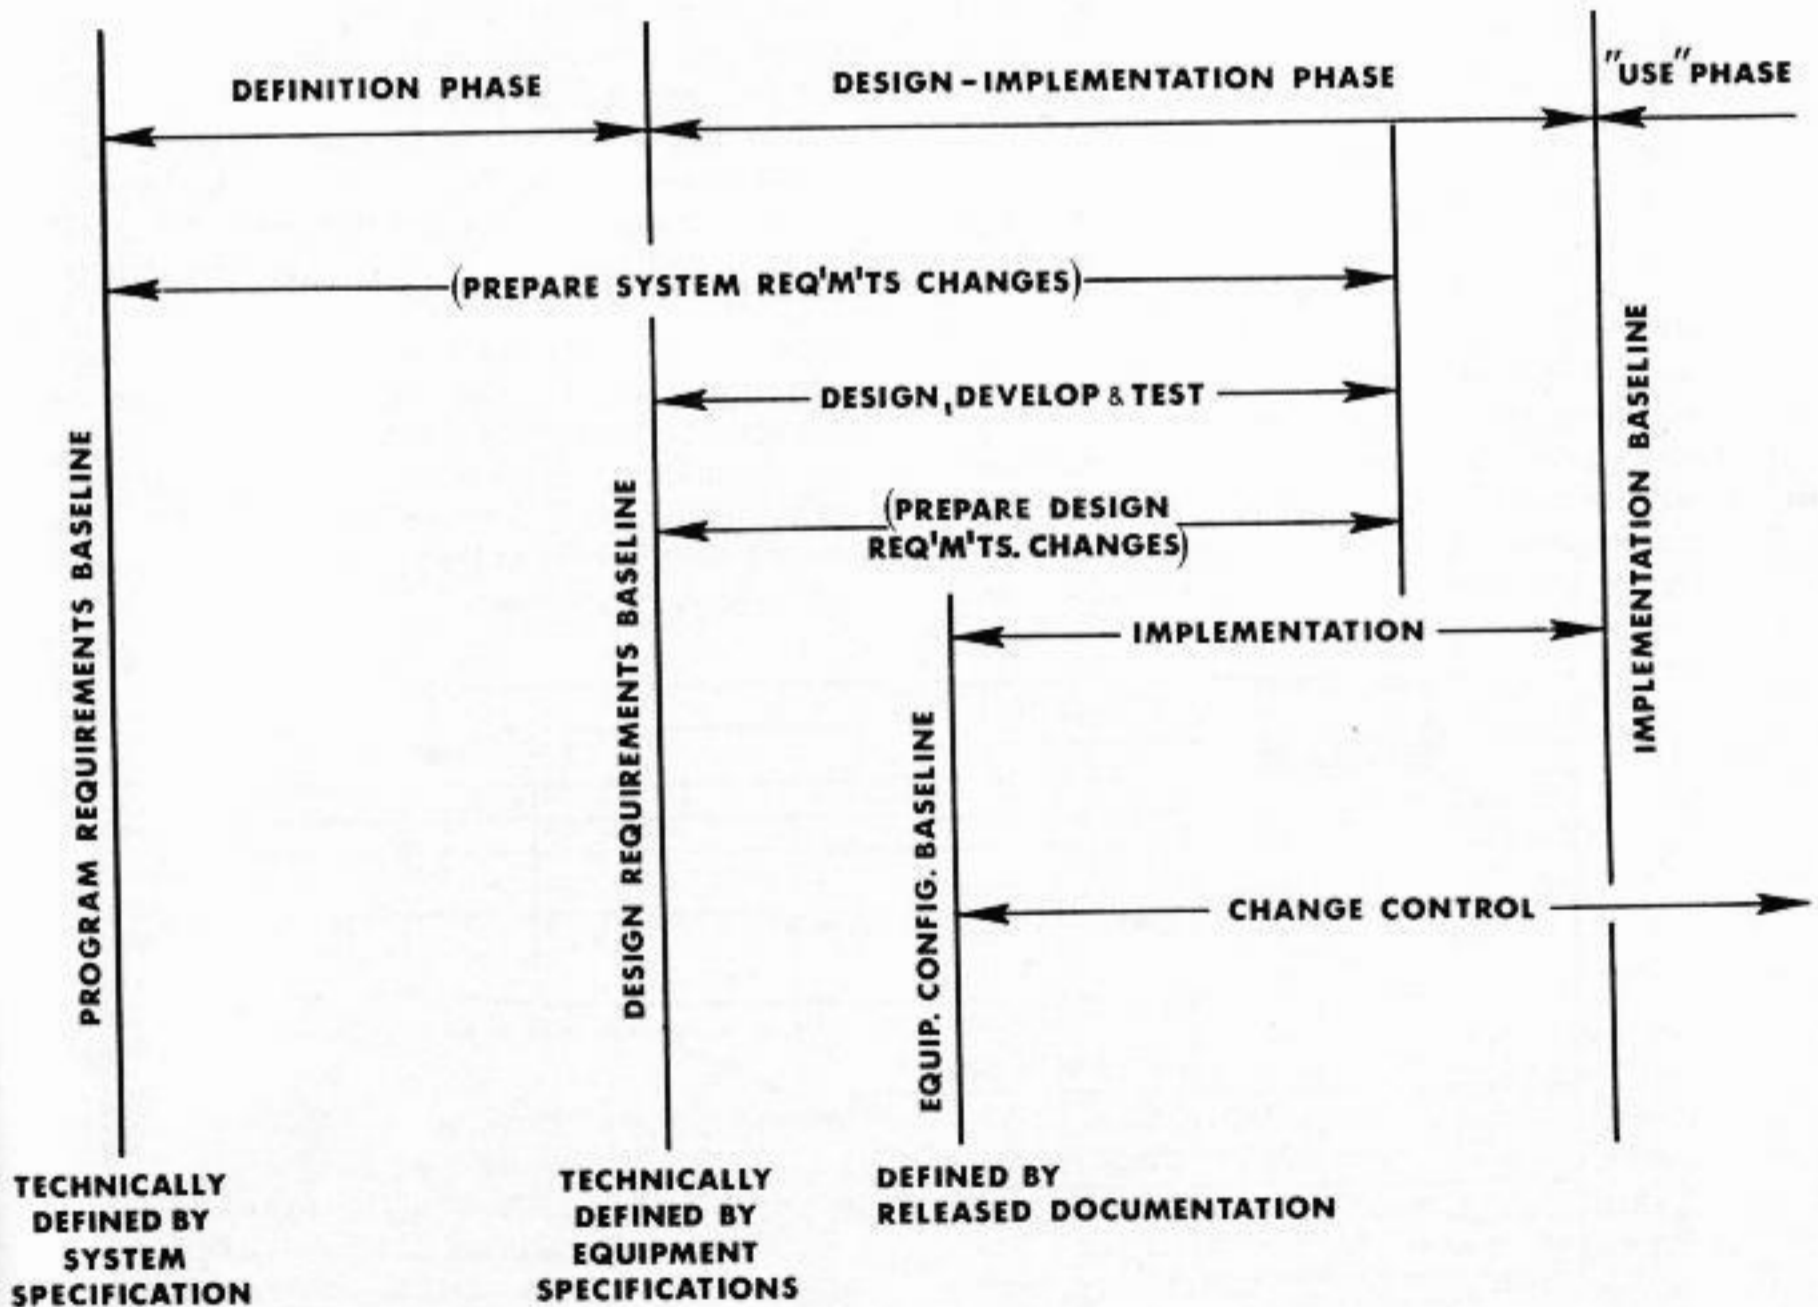 DEFINITION PHASE
DESIGN-IMPLEMENTATION PHASE
"USE" PHASE
(PREPARE SYSTEM REQ'M'TS CHANGES)
DESIGN, DEVELOP & TEST
(PREPARE DESIGN
REQ'M'TS. CHANGES)
IMPLEMENTATION
CHANGE CONTROL
PROGRAM REQUIREMENTS BASELINE
DESIGN REQUIREMENTS BASELINE
EQUIP. CONFIG. BASELINE
IMPLEMENTATION BASELINE
TECHNICALLY
DEFINED BY
SYSTEM
SPECIFICATION
TECHNICALLY
DEFINED BY
EQUIPMENT
SPECIFICATIONS
DEFINED BY
RELEASED DOCUMENTATION